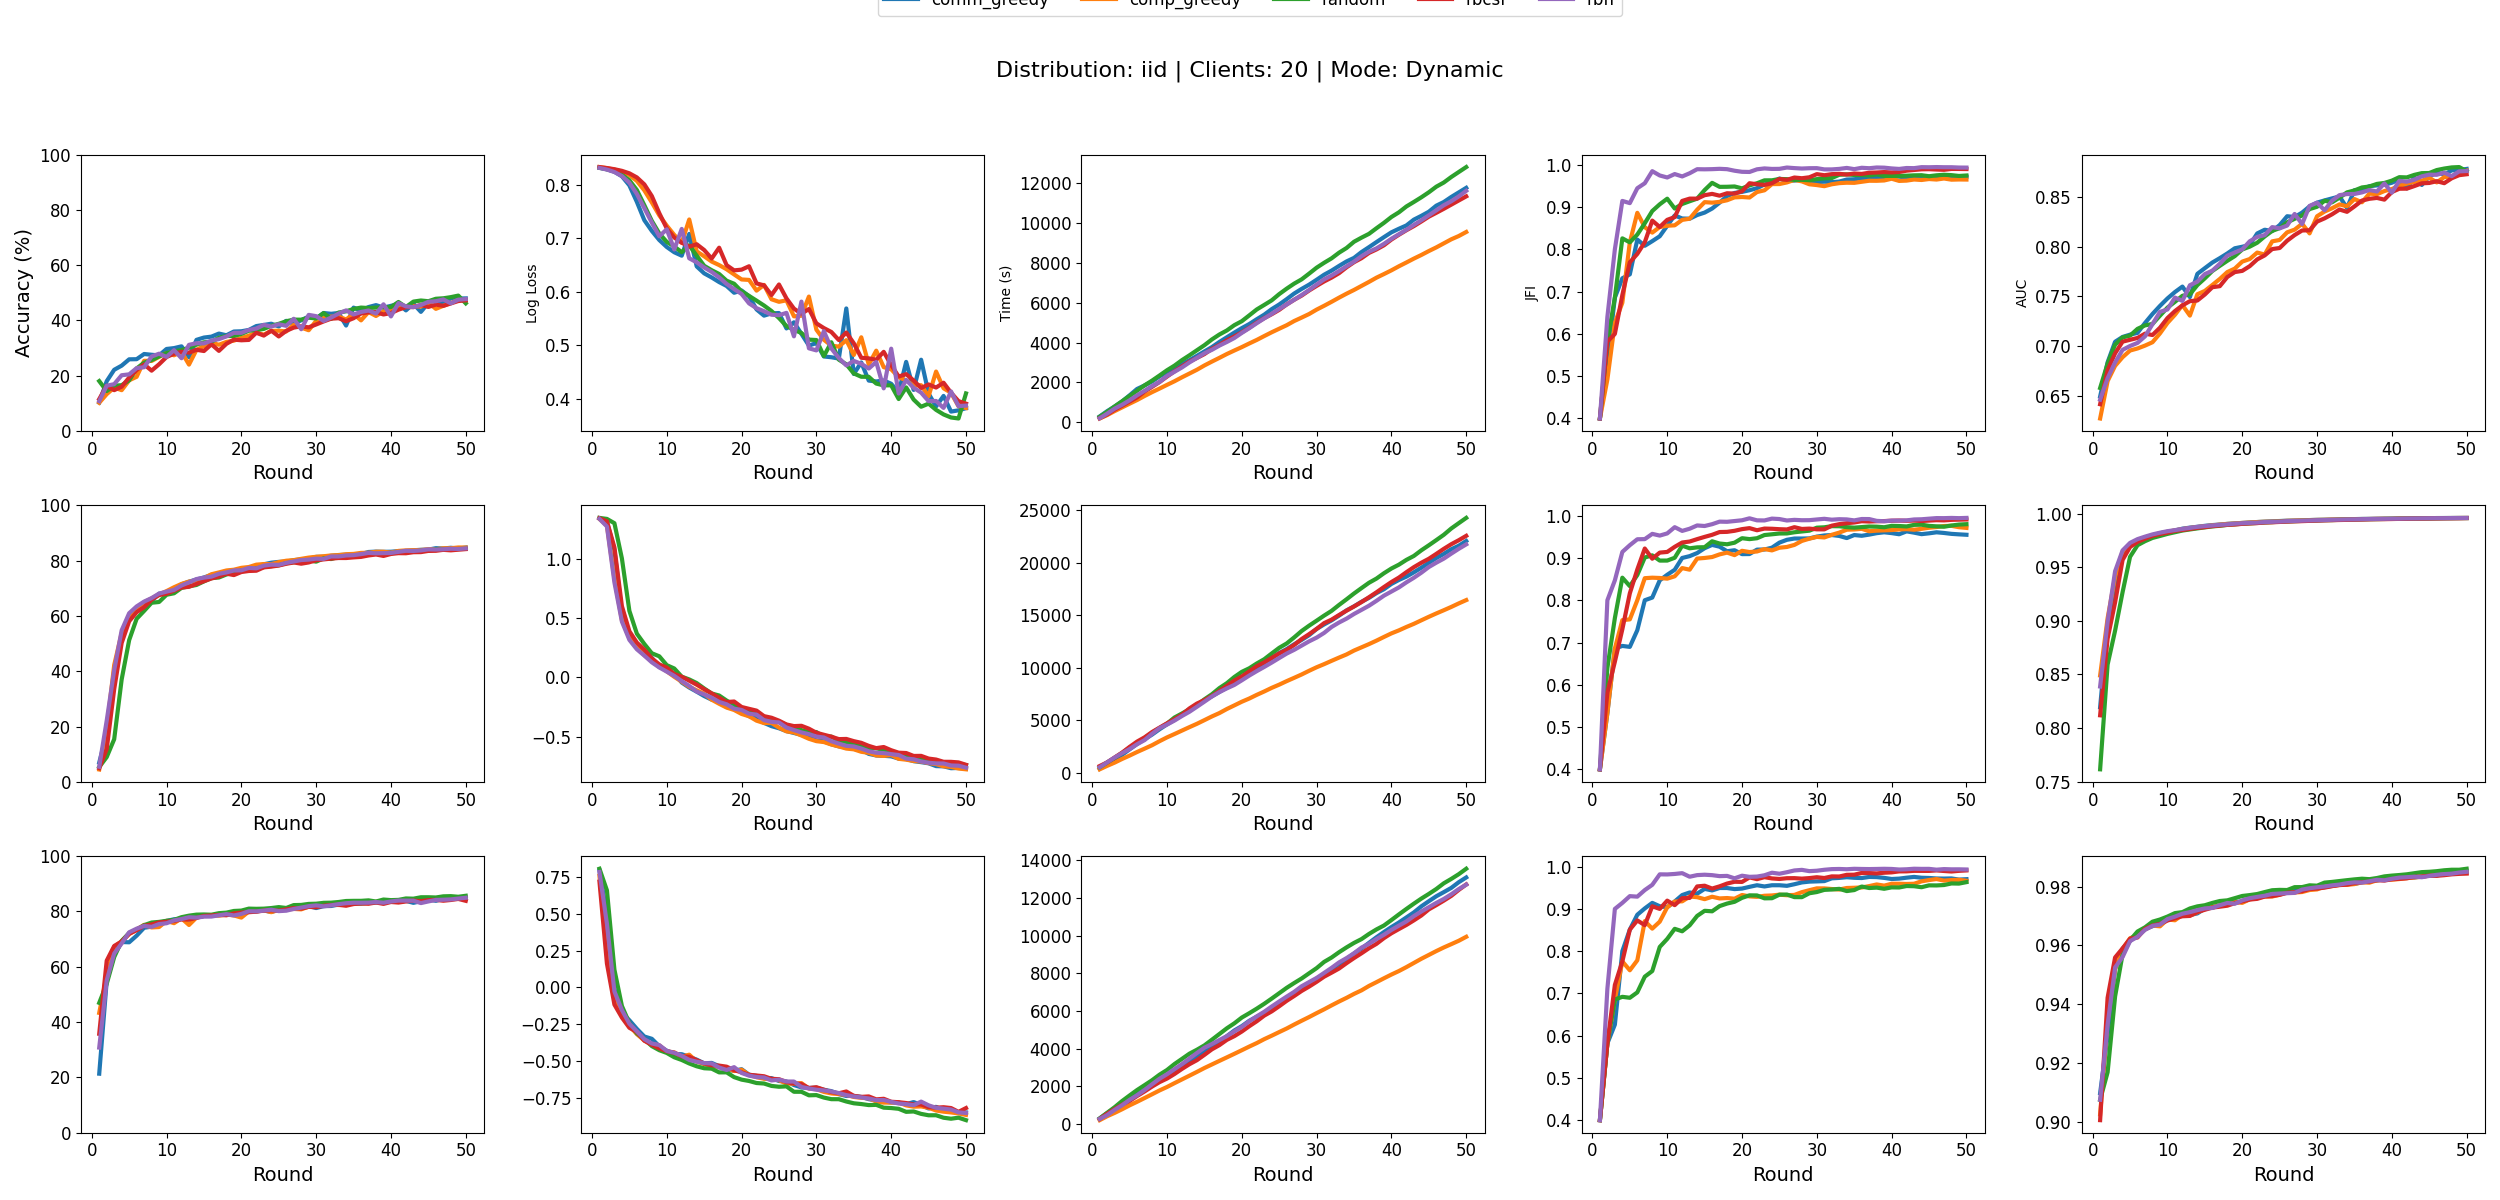 comm_greedy comp_greedy random rbcsf
Distribution: iid | Clients: 20 | Mode: Dynamic
Accuracy (%)
100
80
60
40
20
0
0 10 20 30 40 50
Round
Log Loss
0.8
0.7
0.6
0.5
0.4
0 10 20 30 40 50
Round
Time (s)
12000
10000
8000
6000
4000
2000
0
0 10 20 30 40 50
Round
JFI
1.0
0.9
0.8
0.7
0.6
0.5
0.4
0 10 20 30 40 50
Round
AUC
0.85
0.80
0.75
0.70
0.65
0 10 20 30 40 50
Round
100
80
60
40
20
0
0 10 20 30 40 50
Round
1.0
0.5
0.0
−0.5
0 10 20 30 40 50
Round
25000
20000
15000
10000
5000
0
0 10 20 30 40 50
Round
1.0
0.9
0.8
0.7
0.6
0.5
0.4
0 10 20 30 40 50
Round
1.00
0.95
0.90
0.85
0.80
0.75
0 10 20 30 40 50
Round
100
80
60
40
20
0
0 10 20 30 40 50
Round
0.75
0.50
0.25
0.00
−0.25
−0.50
−0.75
0 10 20 30 40 50
Round
14000
12000
10000
8000
6000
4000
2000
0
0 10 20 30 40 50
Round
1.0
0.9
0.8
0.7
0.6
0.5
0.4
0 10 20 30 40 50
Round
0.98
0.96
0.94
0.92
0.90
0 10 20 30 40 50
Round